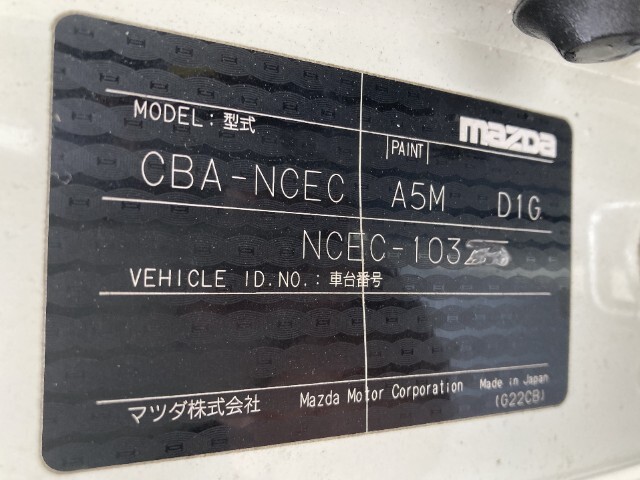 mazda
MODEL: 型式
PAINT
CBA-NCEC A5M D1G
NCEC-103
VEHICLE ID.NO.: 車台番号
マツダ株式会社 Mazda Motor Corporation Made in Japan
(G22CB)